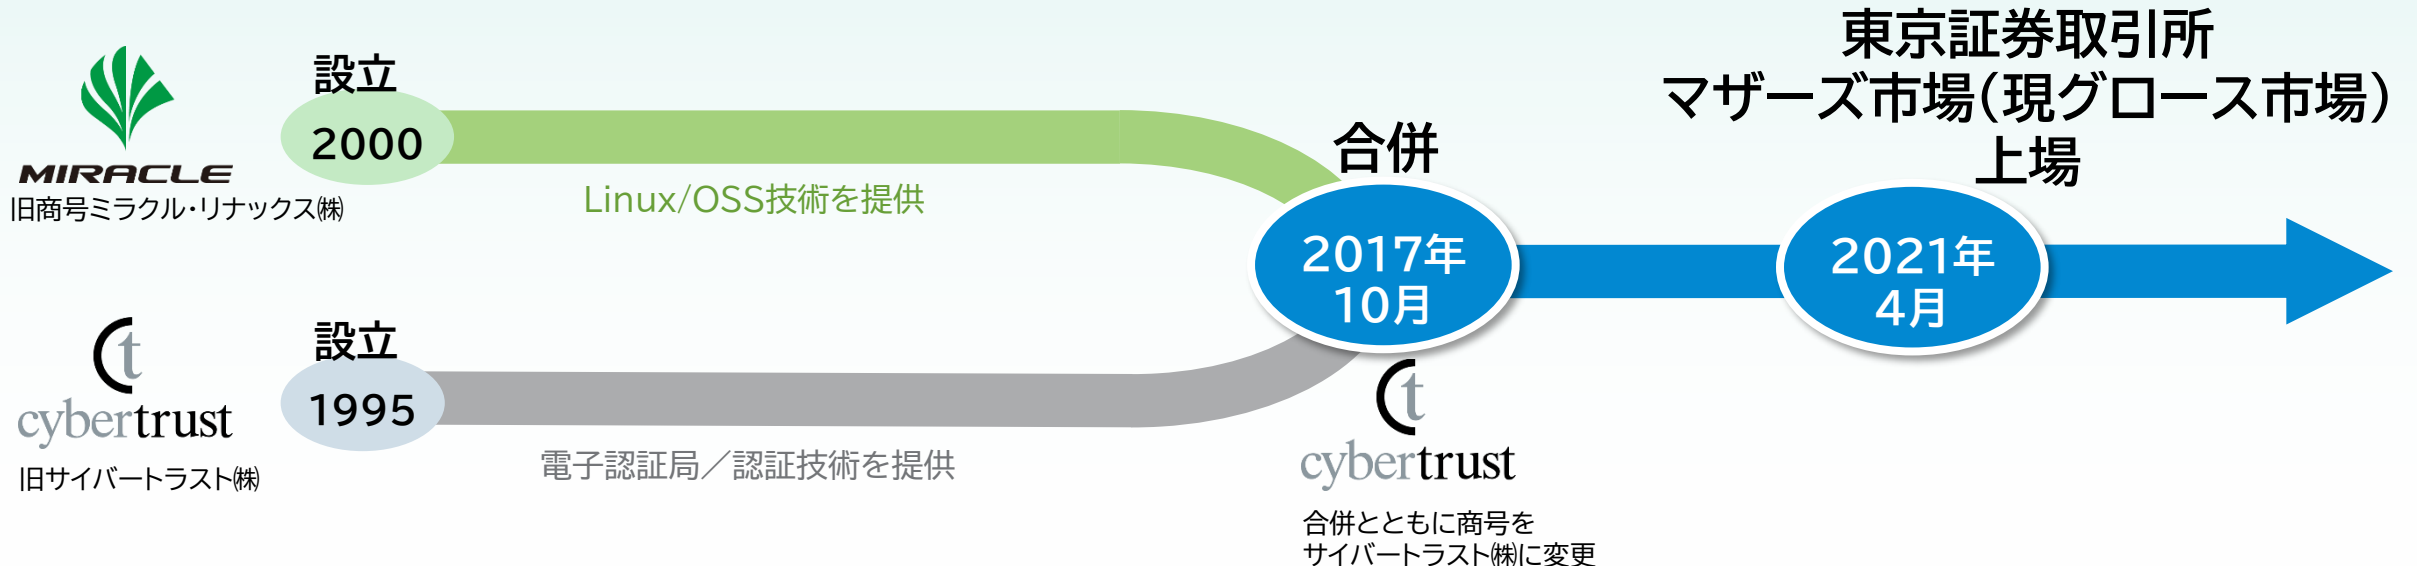 設立
2000
MIRACLE
旧商号ミラクル・リナックス㈱
Linux/OSS技術を提供
t
cybertrust
旧サイバートラスト㈱
設立
1995
電子認証局／認証技術を提供
合併
2017年
10月
t
cybertrust
合併とともに商号を
サイバートラスト㈱に変更
東京証券取引所
マザーズ市場(現グロース市場)
上場
2021年
4月